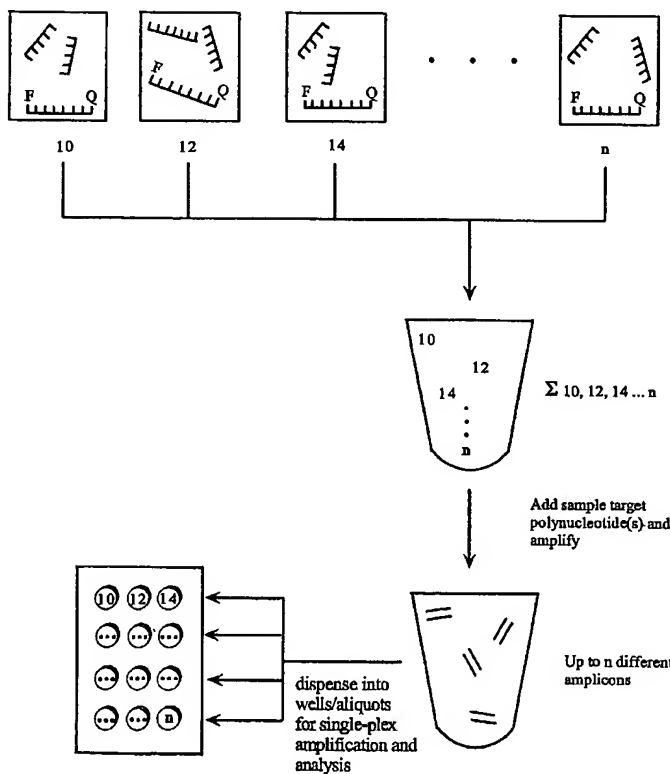 F Q
F Q
F Q
F Q
10 12 14 n
10
12
14
n
Σ 10, 12, 14 ... n
Add sample target
polynucleotide(s) and
amplify
10 12 14
n
dispense into
wells/aliquots
for single-plex
amplification and
analysis
Up to n different
amplicons